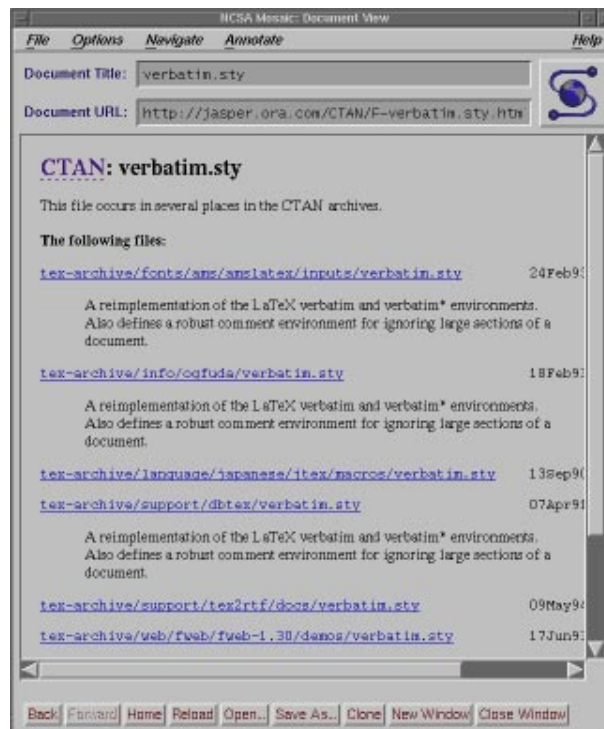 NCSA Mosaic: Document View
File Options Navigate Annotate Help
Document Title: verbatim.sty
Document URL: http://jasper.ora.com/CTAN/F-verbatim.sty.htm
CTAN: verbatim.sty
This file occurs in several places in the CTAN archives.
The following files:
tex-archive/fonts/ams/amslatex/inputs/verbatim.sty 24Feb93
A reimplementation of the LaTeX verbatim and verbatim* environments.
Also defines a robust comment environment for ignoring large sections of a
document.
tex-archive/info/ogfuda/verbatim.sty 18Feb93
A reimplementation of the LaTeX verbatim and verbatim* environments.
Also defines a robust comment environment for ignoring large sections of a
document.
tex-archive/language/japanese/jtex/macros/verbatim.sty 13Sep90
tex-archive/support/dbtex/verbatim.sty 07Apr91
A reimplementation of the LaTeX verbatim and verbatim* environments.
Also defines a robust comment environment for ignoring large sections of a
document.
tex-archive/support/tex2rtf/docs/verbatim.sty 09May94
tex-archive/web/fweb/fweb-1.30/demos/verbatim.sty 17Jun93
Back Forward Home Reload Open... Save As... Clone New Window Close Window